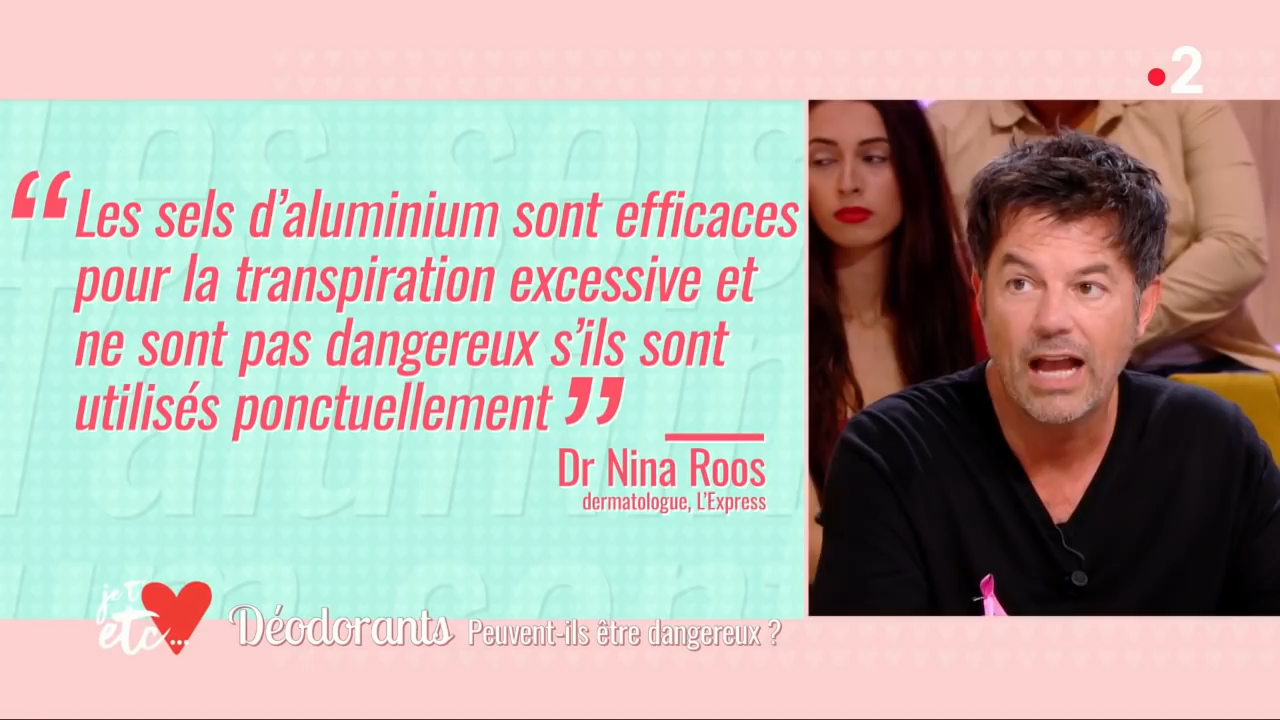 2
“Les sels d’aluminium sont efficaces
pour la transpiration excessive et
ne sont pas dangereux s’ils sont
utilisés ponctuellement”
Dr Nina Roos
dermatologue, L’Express
je t’
etc...
Déodorants Peuvent-ils être dangereux ?